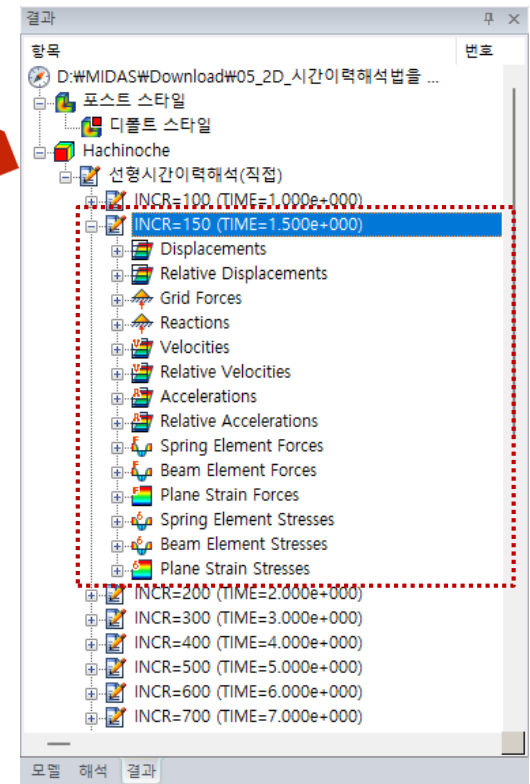 결과
항목 번호
D:₩MIDAS₩Download₩05_2D_시간이력해석법을 ...
포스트 스타일
디폴트 스타일
Hachinoche
선형시간이력해석(직접)
INCR=100 (TIME=1.000e+000)
INCR=150 (TIME=1.500e+000)
Displacements
Relative Displacements
Grid Forces
Reactions
Velocities
Relative Velocities
Accelerations
Relative Accelerations
Spring Element Forces
Beam Element Forces
Plane Strain Forces
Spring Element Stresses
Beam Element Stresses
Plane Strain Stresses
INCR=200 (TIME=2.000e+000)
INCR=300 (TIME=3.000e+000)
INCR=400 (TIME=4.000e+000)
INCR=500 (TIME=5.000e+000)
INCR=600 (TIME=6.000e+000)
INCR=700 (TIME=7.000e+000)
모델 해석 결과